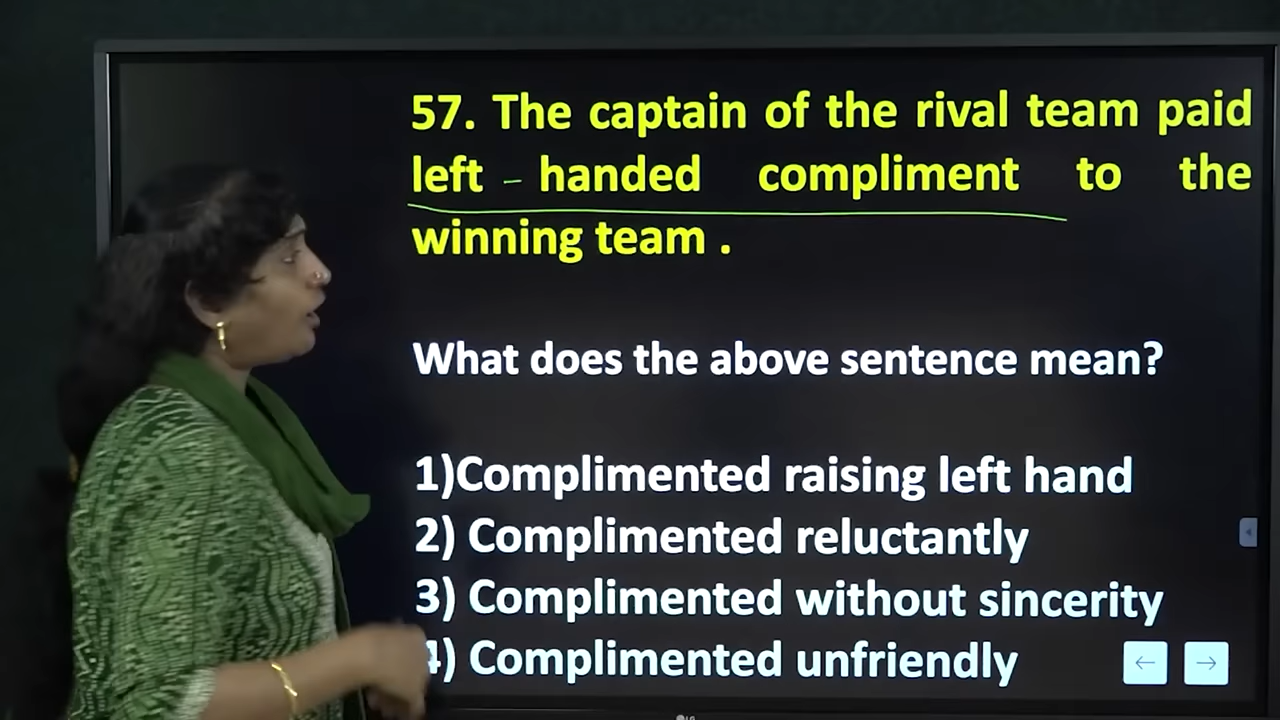 57. The captain of the rival team paid
left - handed compliment to the
winning team .
What does the above sentence mean?
1)Complimented raising left hand
2) Complimented reluctantly
3) Complimented without sincerity
4) Complimented unfriendly
← →
LG